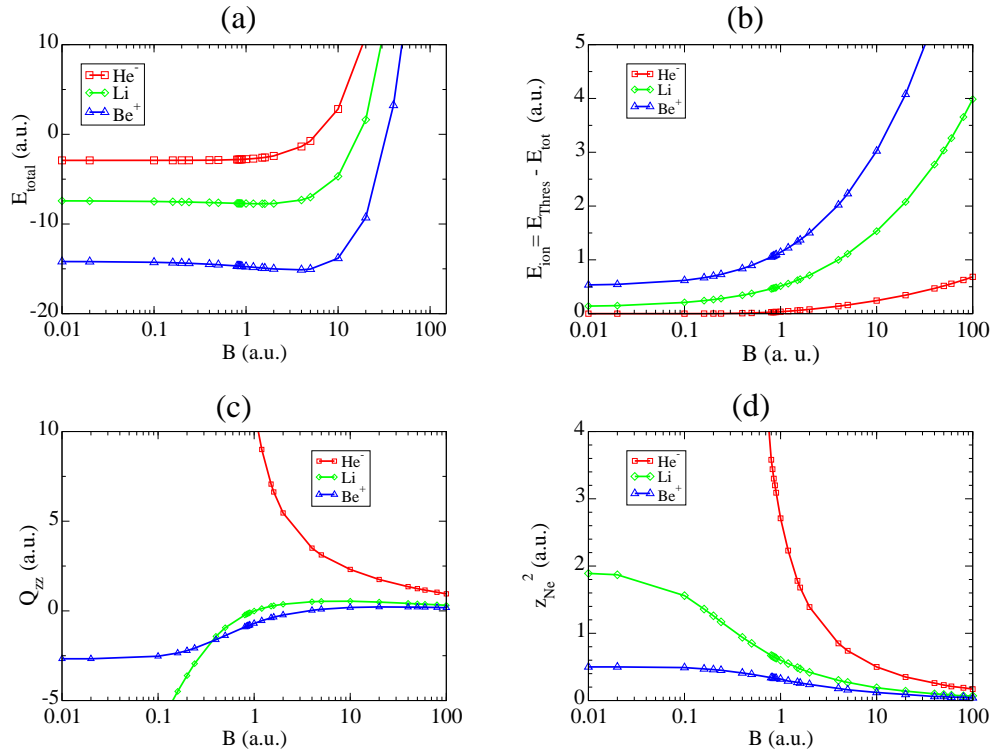 (a)
10
0
-10
-20
E_total (a.u.)
He^-
Li
Be^+
0.01 0.1 1 10 100
B (a.u.)
(b)
5
4
3
2
1
0
E_ion = E_Thres - E_tot (a.u.)
He^-
Li
Be^+
0.01 0.1 1 10 100
B (a. u.)
(c)
10
5
0
-5
Q_zz (a.u.)
He^-
Li
Be^+
0.01 0.1 1 10 100
B (a.u.)
(d)
4
3
2
1
0
z_Ne^2 (a.u.)
He^-
Li
Be^+
0.01 0.1 1 10 100
B (a.u.)